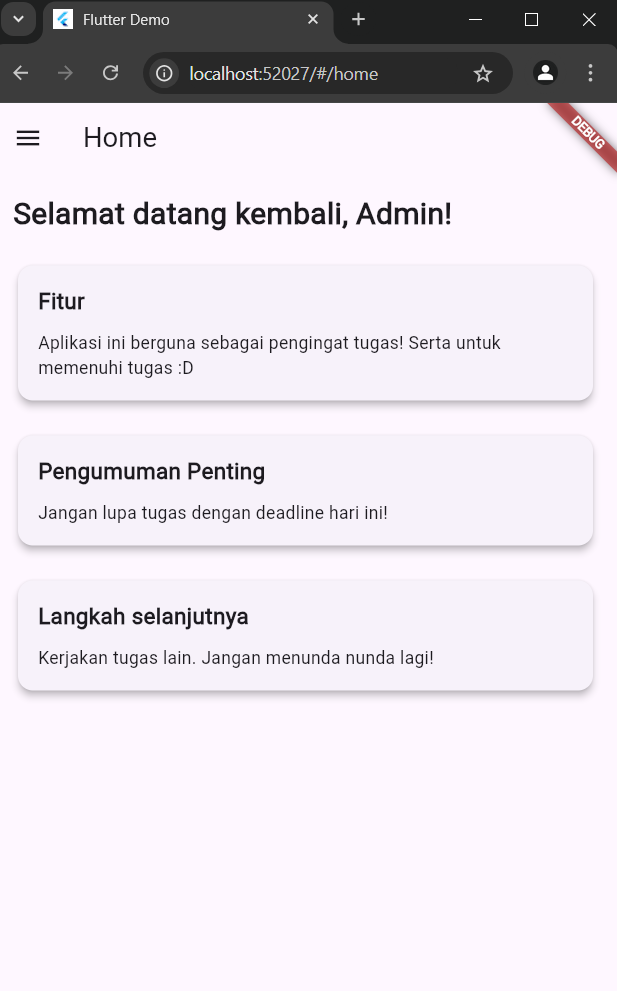 Flutter Demo
localhost:52027/#/home
Home
DEBUG
Selamat datang kembali, Admin!
Fitur
Aplikasi ini berguna sebagai pengingat tugas! Serta untuk
memenuhi tugas :D
Pengumuman Penting
Jangan lupa tugas dengan deadline hari ini!
Langkah selanjutnya
Kerjakan tugas lain. Jangan menunda nunda lagi!